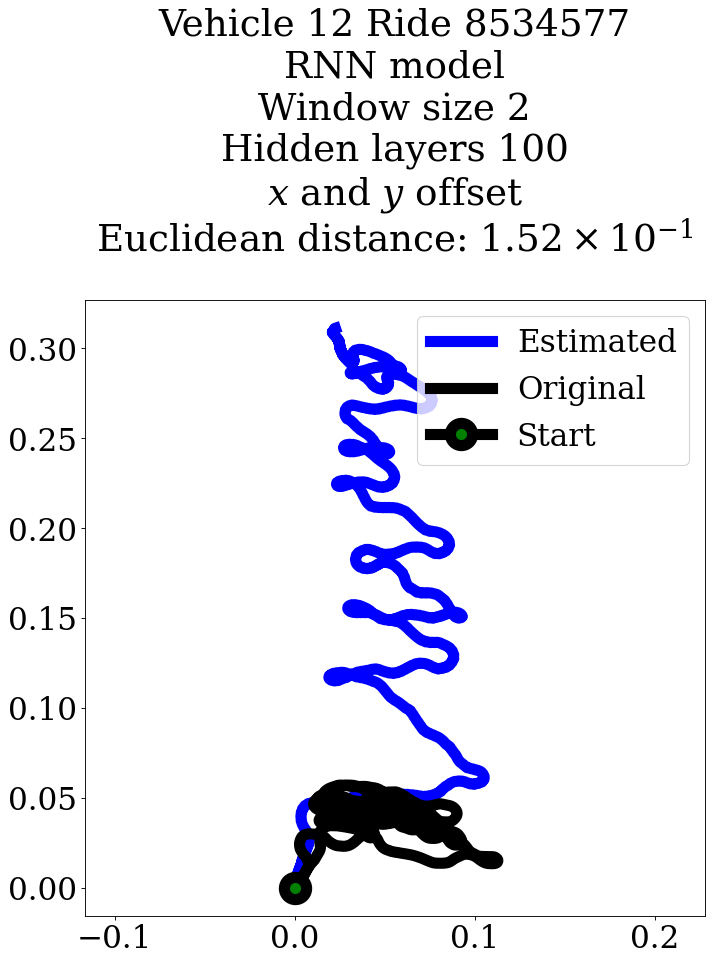 Vehicle 12 Ride 8534577
RNN model
Window size 2
Hidden layers 100
x and y offset
Euclidean distance: 1.52 × 10⁻¹
Estimated
Original
Start
0.30
0.25
0.20
0.15
0.10
0.05
0.00
−0.1 0.0 0.1 0.2